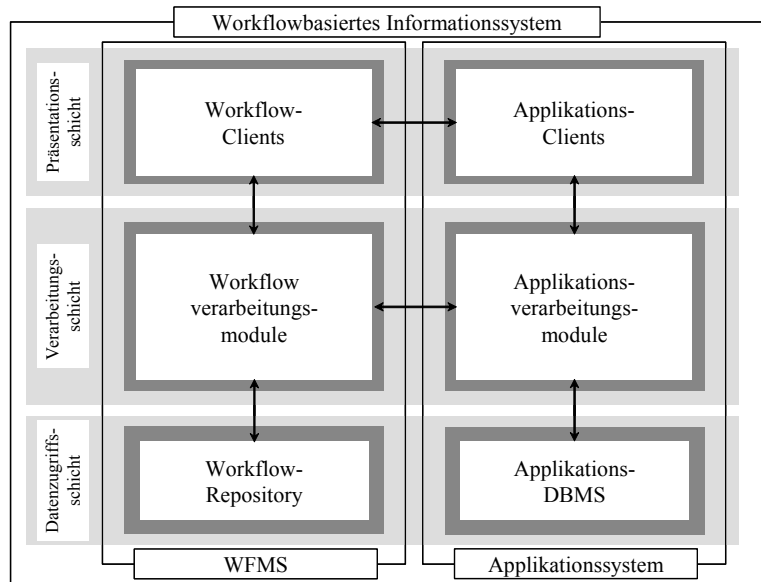 Workflowbasiertes Informationssystem
Präsentations-
schicht
Workflow-
Clients
Applikations-
Clients
Verarbeitungs-
schicht
Workflow
verarbeitungs-
module
Applikations-
verarbeitungs-
module
Datenzugriffs-
schicht
Workflow-
Repository
Applikations-
DBMS
WFMS
Applikationssystem